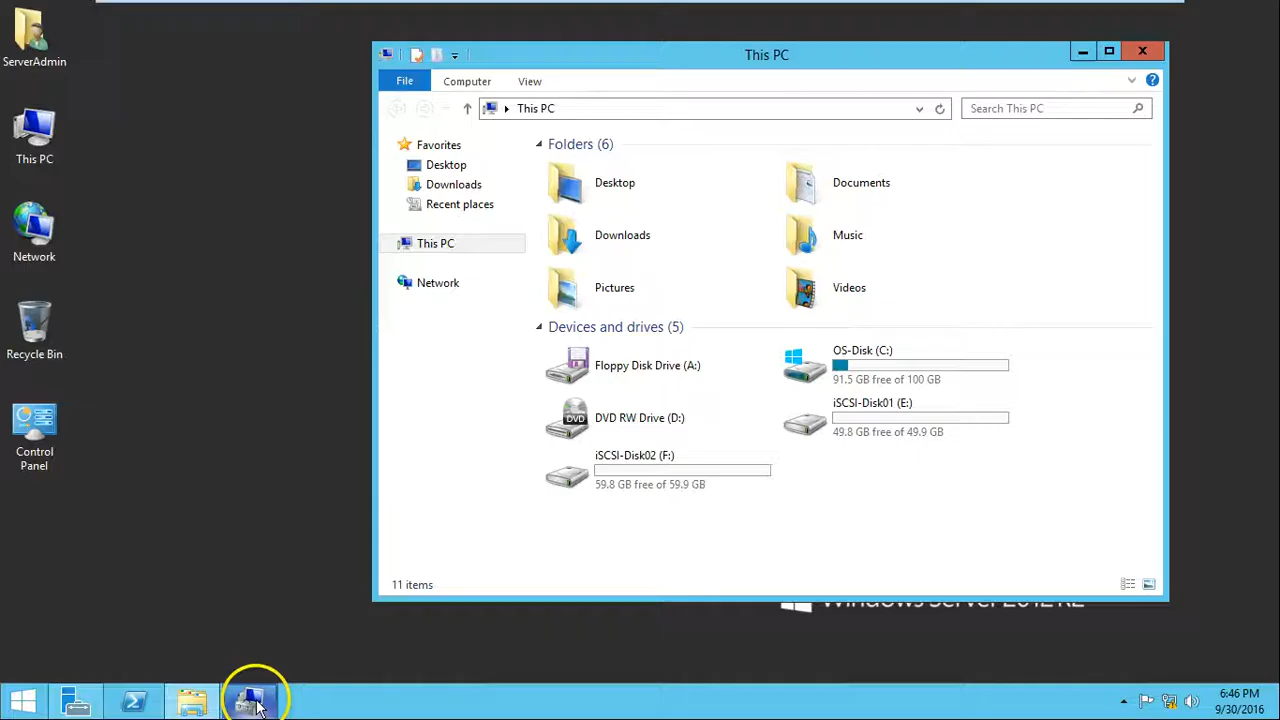 ServerAdmin
This PC
Network
Recycle Bin
Control
Panel
This PC
File
Computer
View
This PC
Search This PC
Favorites
Desktop
Downloads
Recent places
This PC
Network
Folders (6)
Desktop
Documents
Downloads
Music
Pictures
Videos
Devices and drives (5)
Floppy Disk Drive (A:)
OS-Disk (C:)
91.5 GB free of 100 GB
DVD
DVD RW Drive (D:)
iSCSI-Disk01 (E:)
49.8 GB free of 49.9 GB
iSCSI-Disk02 (F:)
59.8 GB free of 59.9 GB
11 items
Windows Server 2012 R2
6:46 PM
9/30/2016